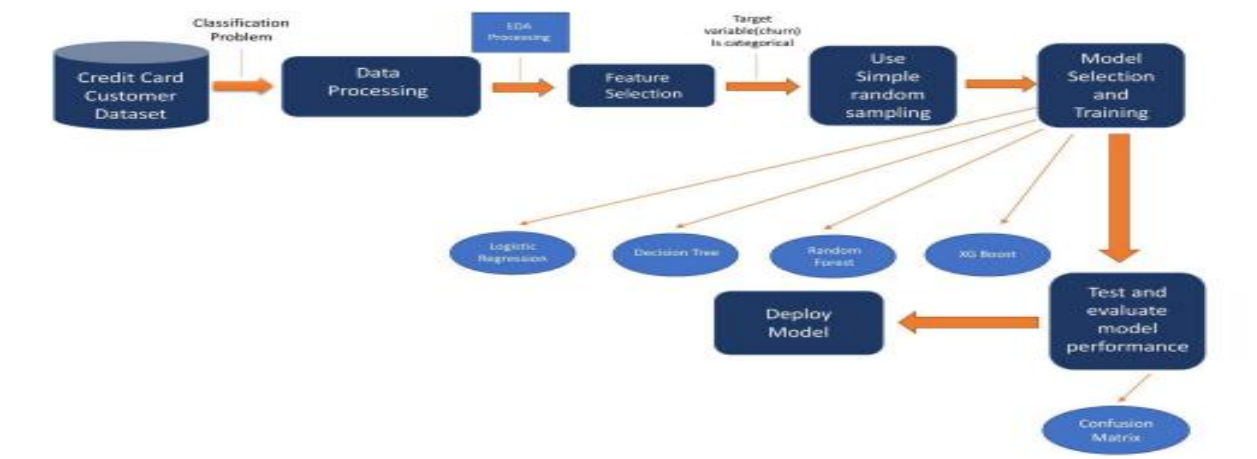 Classification
Problem
EDA
Processing
Target
variable(churn)
Is categorical
Credit Card
Customer
Dataset
Data
Processing
Feature
Selection
Use
Simple
random
sampling
Model
Selection
and
Training
Logistic
Regression
Decision Tree
Random
Forest
XG Boost
Deploy
Model
Test and
evaluate
model
performance
Confusion
Matrix